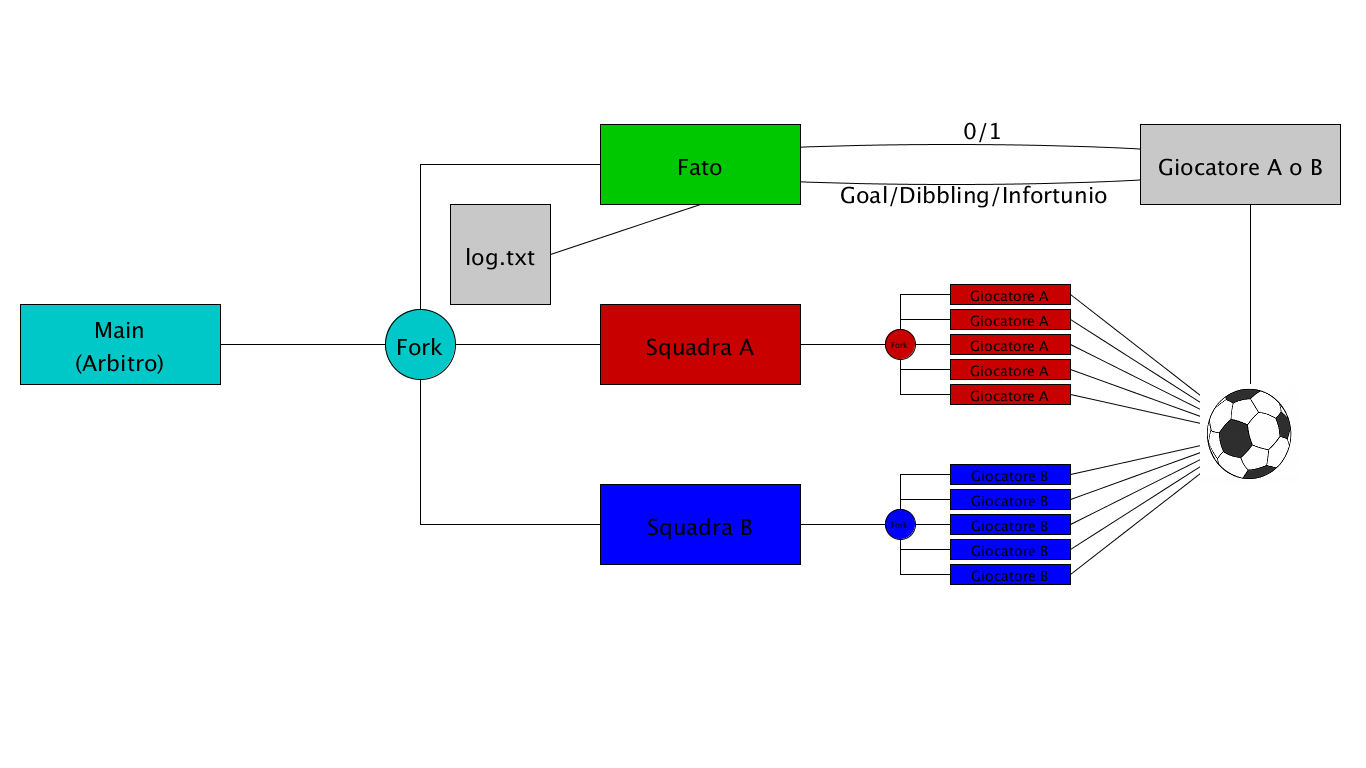 0/1
Fato
Giocatore A o B
Goal/Dibbling/Infortunio
log.txt
Main
(Arbitro)
Fork
Squadra A
Fork
Giocatore A
Giocatore A
Giocatore A
Giocatore A
Giocatore A
Squadra B
Fork
Giocatore B
Giocatore B
Giocatore B
Giocatore B
Giocatore B